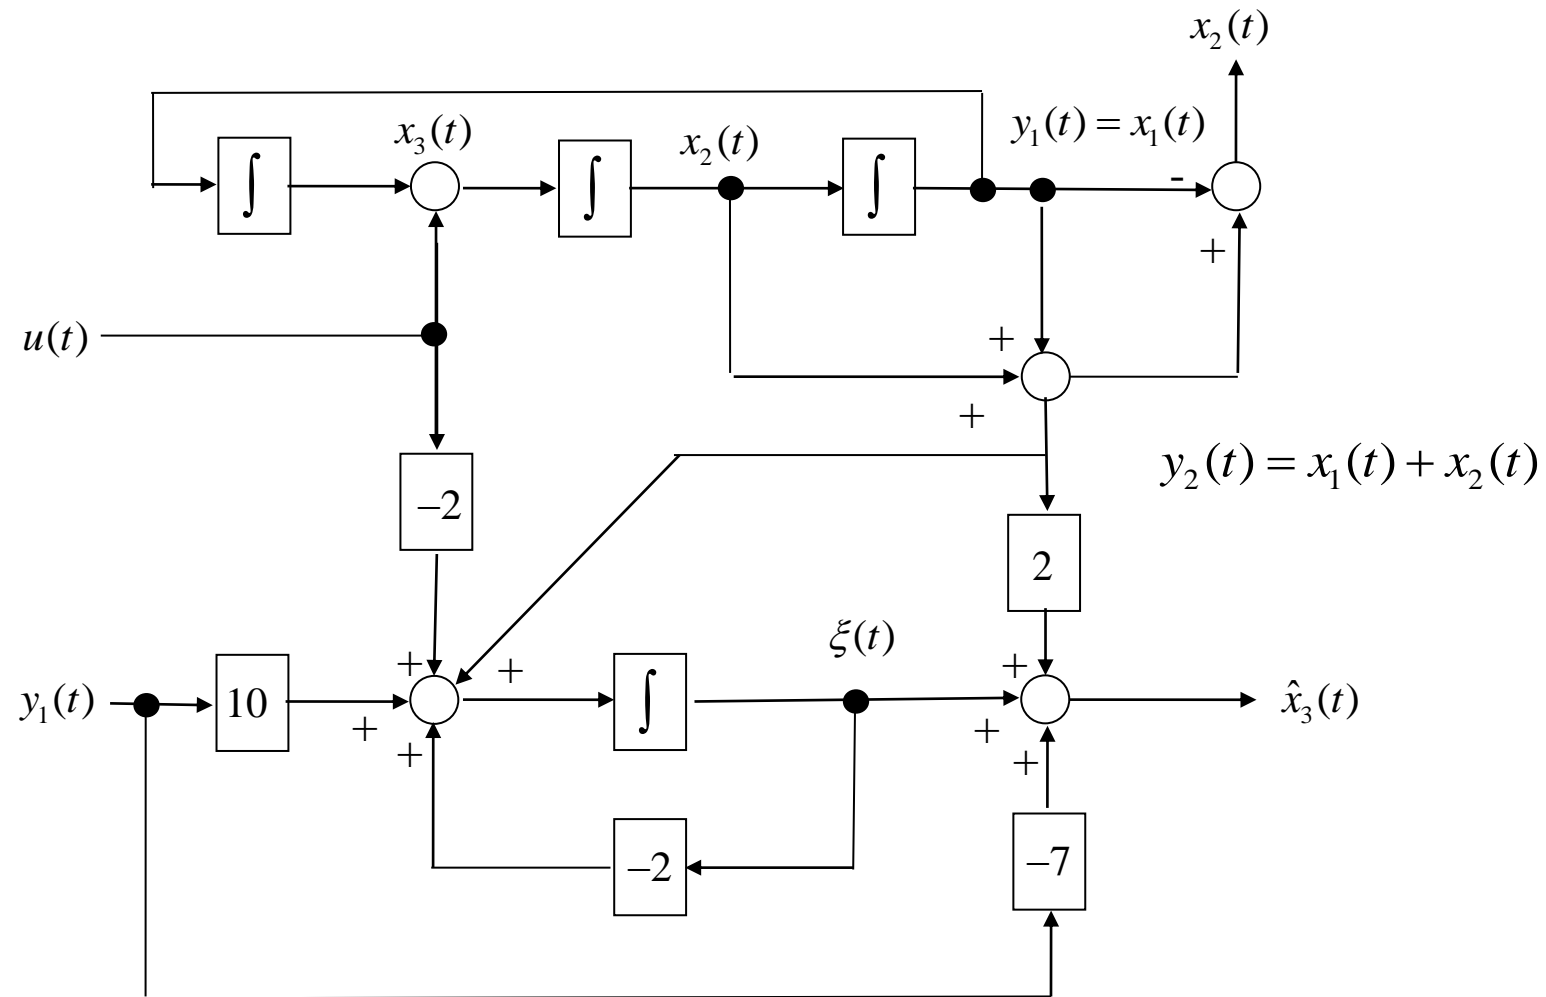 x₂(t)
x₃(t)
x₂(t)
y₁(t) = x₁(t)
∫
∫
∫
-
+
u(t)
+
+
y₂(t) = x₁(t) + x₂(t)
−2
2
ξ(t)
+
+
+
y₁(t)
10
∫
x̂₃(t)
+
+
+
+
−2
−7